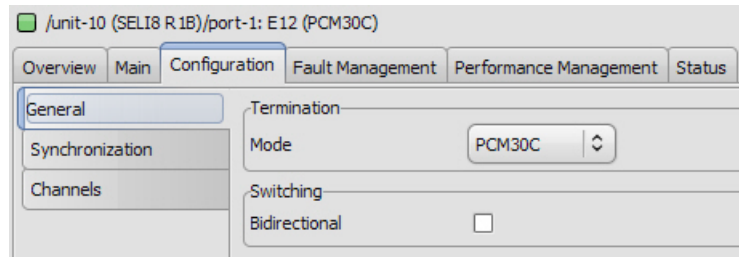 /unit-10 (SELI8 R1B)/port-1: E12 (PCM30C)
Overview Main Configuration Fault Management Performance Management Status
General
Synchronization
Channels
Termination
Mode PCM30C
Switching
Bidirectional